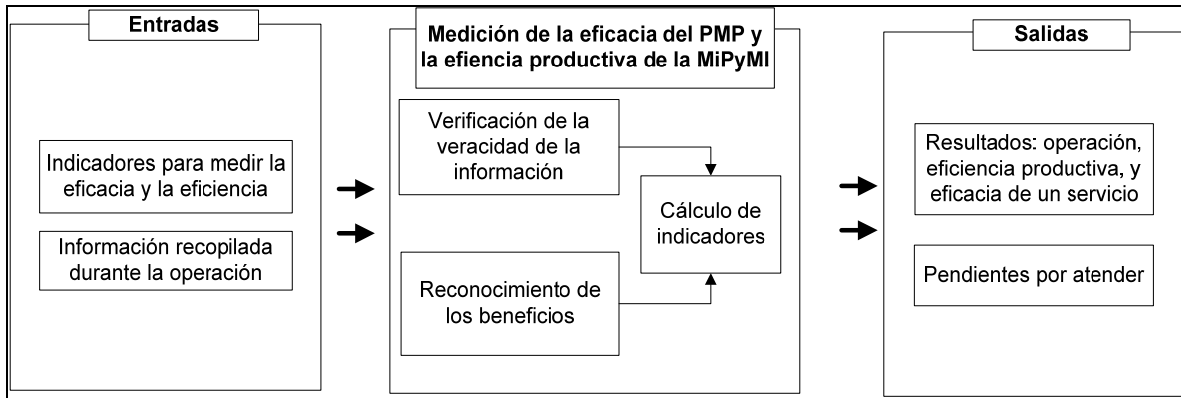 Entradas
Indicadores para medir la
eficacia y la eficiencia
Información recopilada
durante la operación
Medición de la eficacia del PMP y
la efiencia productiva de la MiPyMI
Verificación de la
veracidad de la
información
Reconocimiento de
los beneficios
Cálculo de
indicadores
Salidas
Resultados: operación,
eficiencia productiva, y
eficacia de un servicio
Pendientes por atender